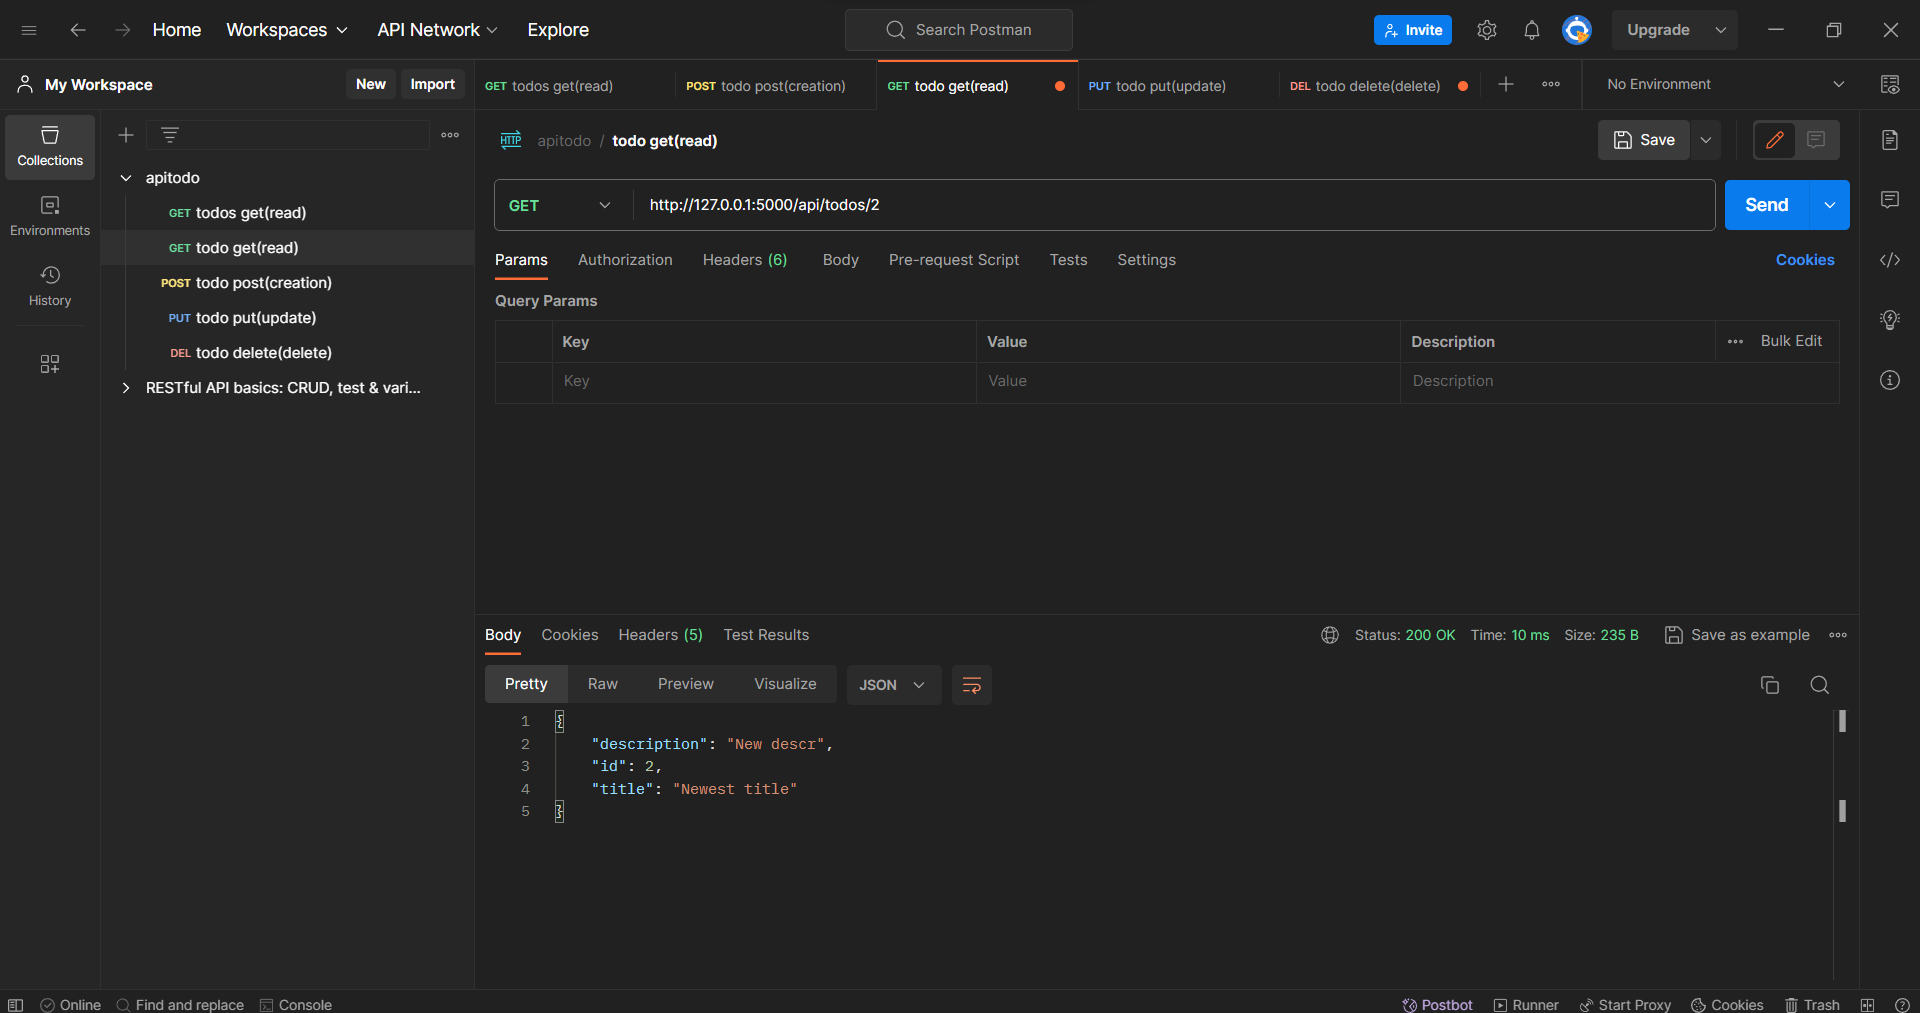 Home Workspaces API Network Explore Search Postman Invite Upgrade
My Workspace New Import
GET todos get(read) POST todo post(creation) GET todo get(read) PUT todo put(update) DEL todo delete(delete) No Environment
Collections
Environments
History
apitodo
GET todos get(read)
GET todo get(read)
POST todo post(creation)
PUT todo put(update)
DEL todo delete(delete)
RESTful API basics: CRUD, test & vari...
HTTP apitodo / todo get(read) Save
GET http://127.0.0.1:5000/api/todos/2 Send
Params Authorization Headers (6) Body Pre-request Script Tests Settings Cookies
Query Params
Key Value Description Bulk Edit
Key Value Description
Body Cookies Headers (5) Test Results Status: 200 OK Time: 10 ms Size: 235 B Save as example
Pretty Raw Preview Visualize JSON
1 {
2 "description": "New descr",
3 "id": 2,
4 "title": "Newest title"
5 }
Online Find and replace Console Postbot Runner Start Proxy Cookies Trash